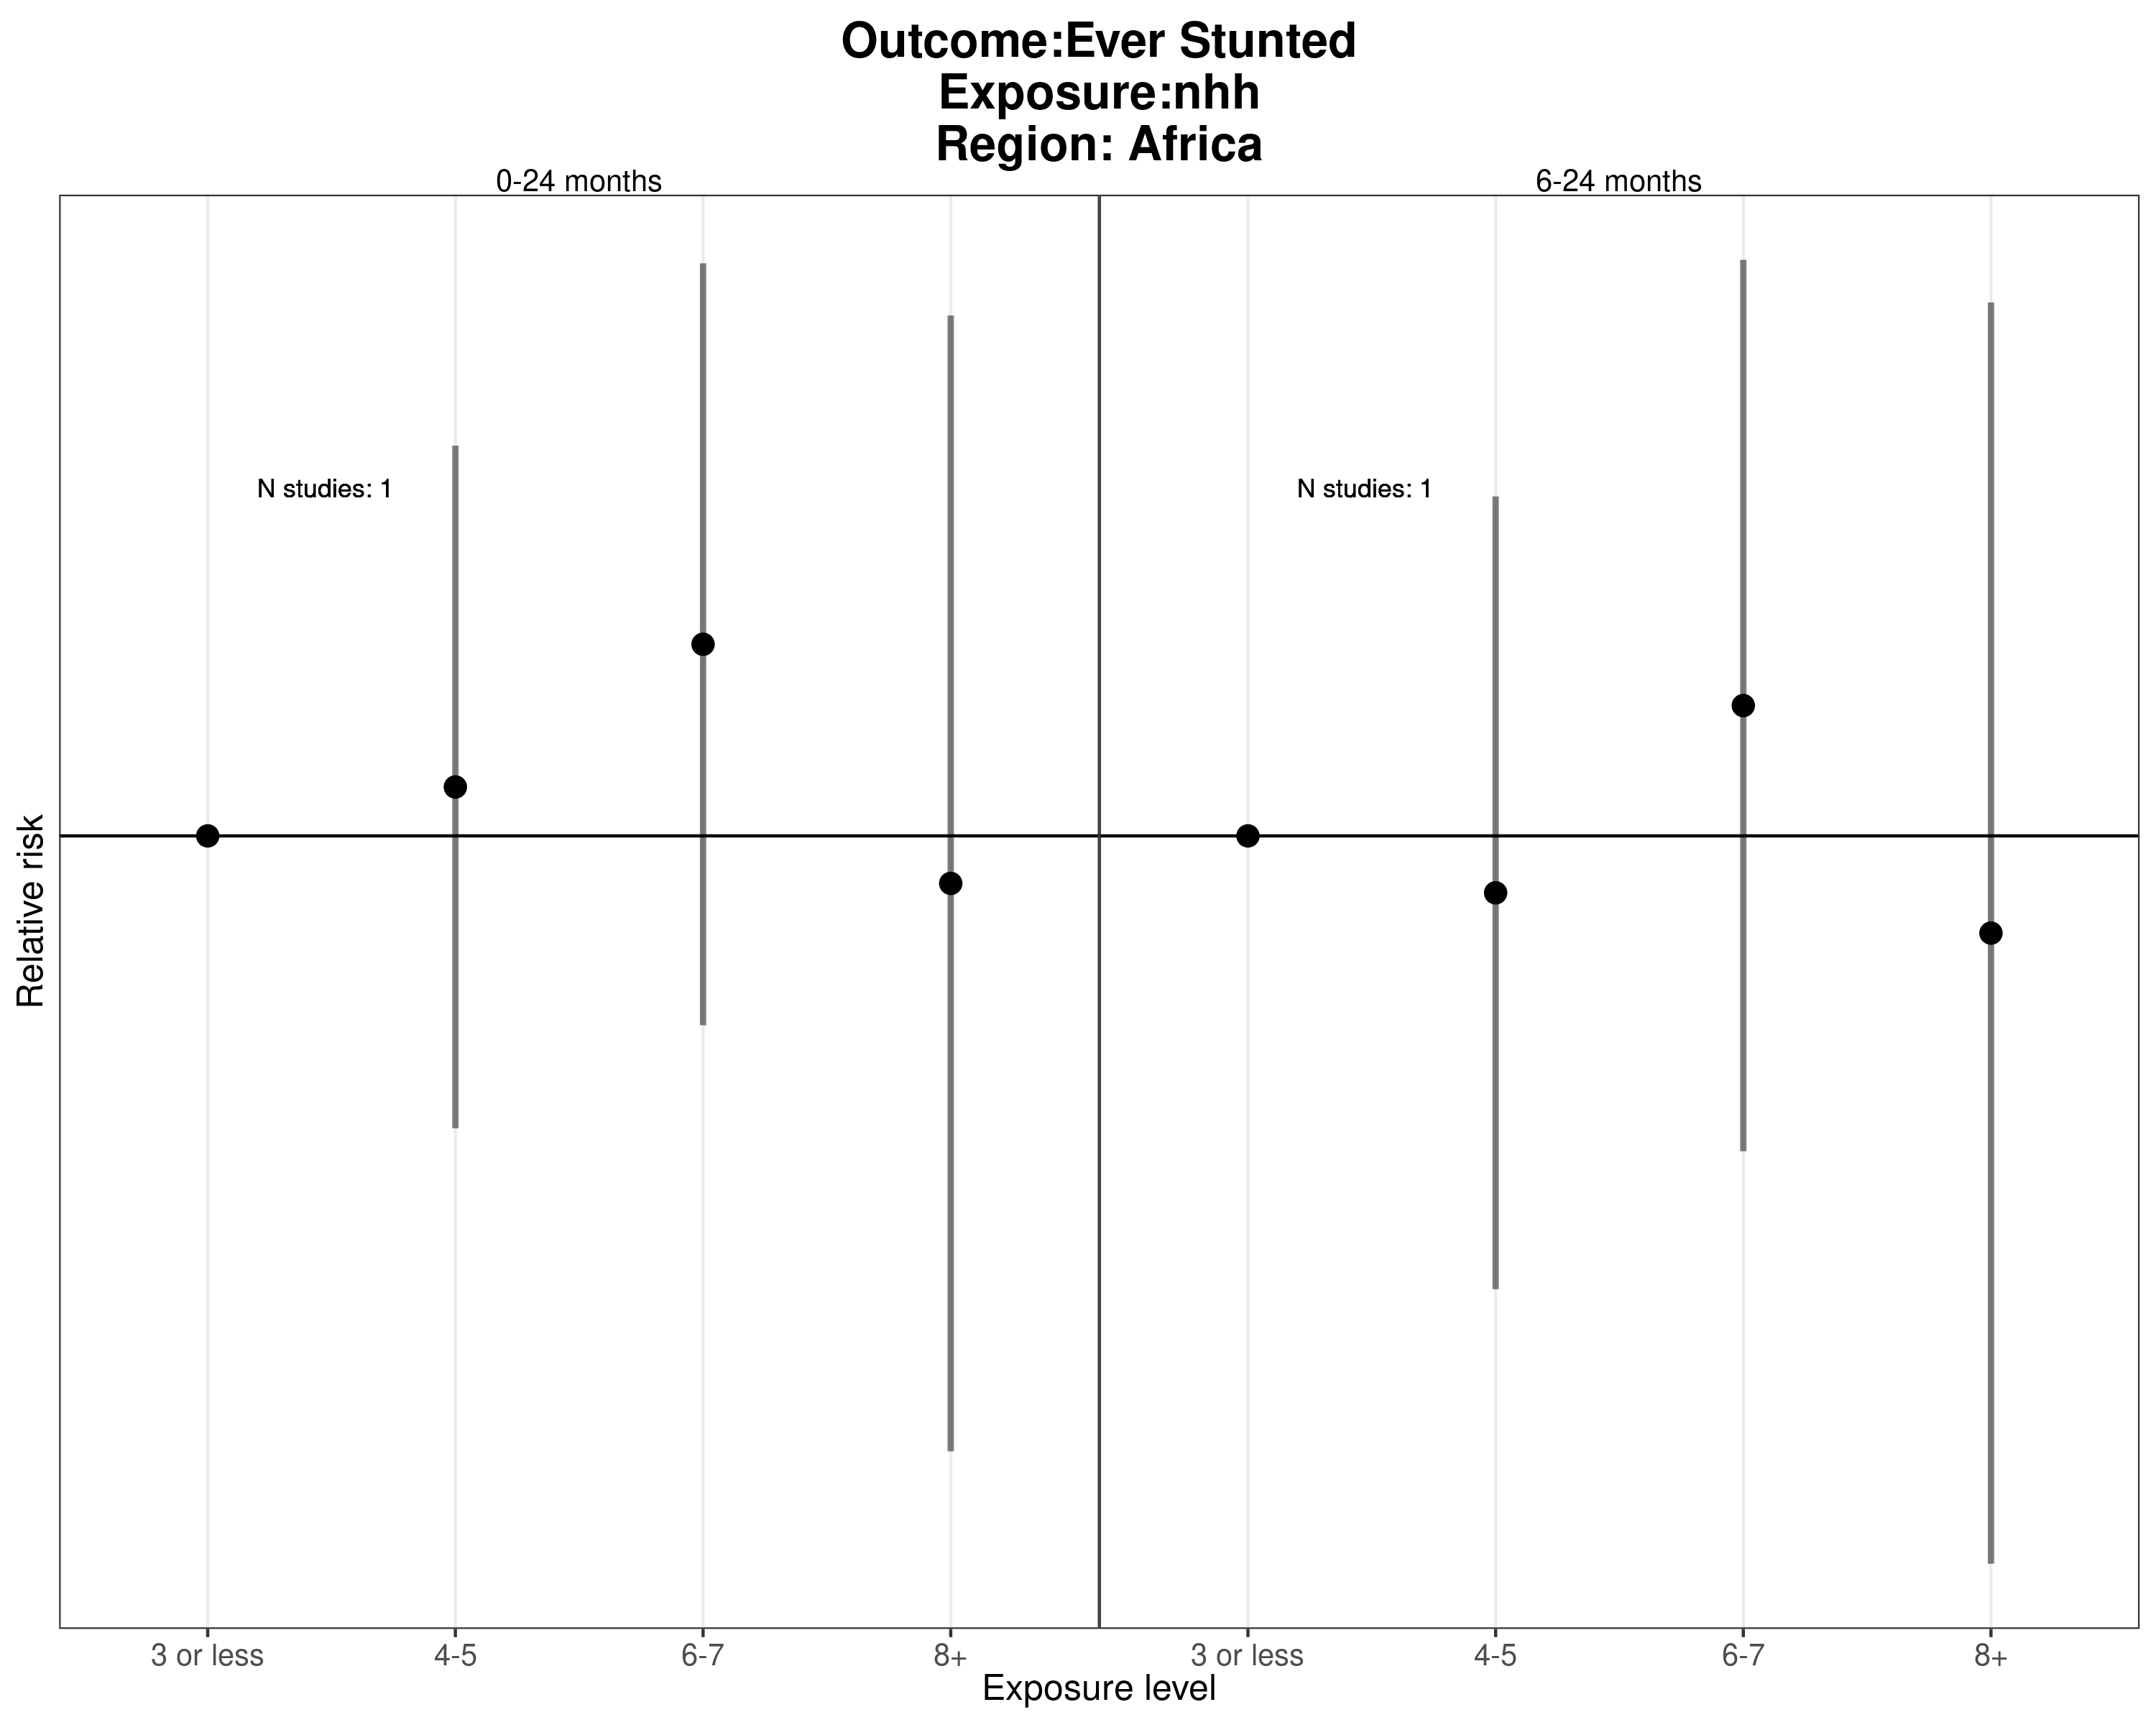 Outcome:Ever Stunted
Exposure:nhh
Region: Africa
0-24 months
6-24 months
N studies: 1
N studies: 1
Relative risk
3 or less
4-5
6-7
8+
3 or less
4-5
6-7
8+
Exposure level